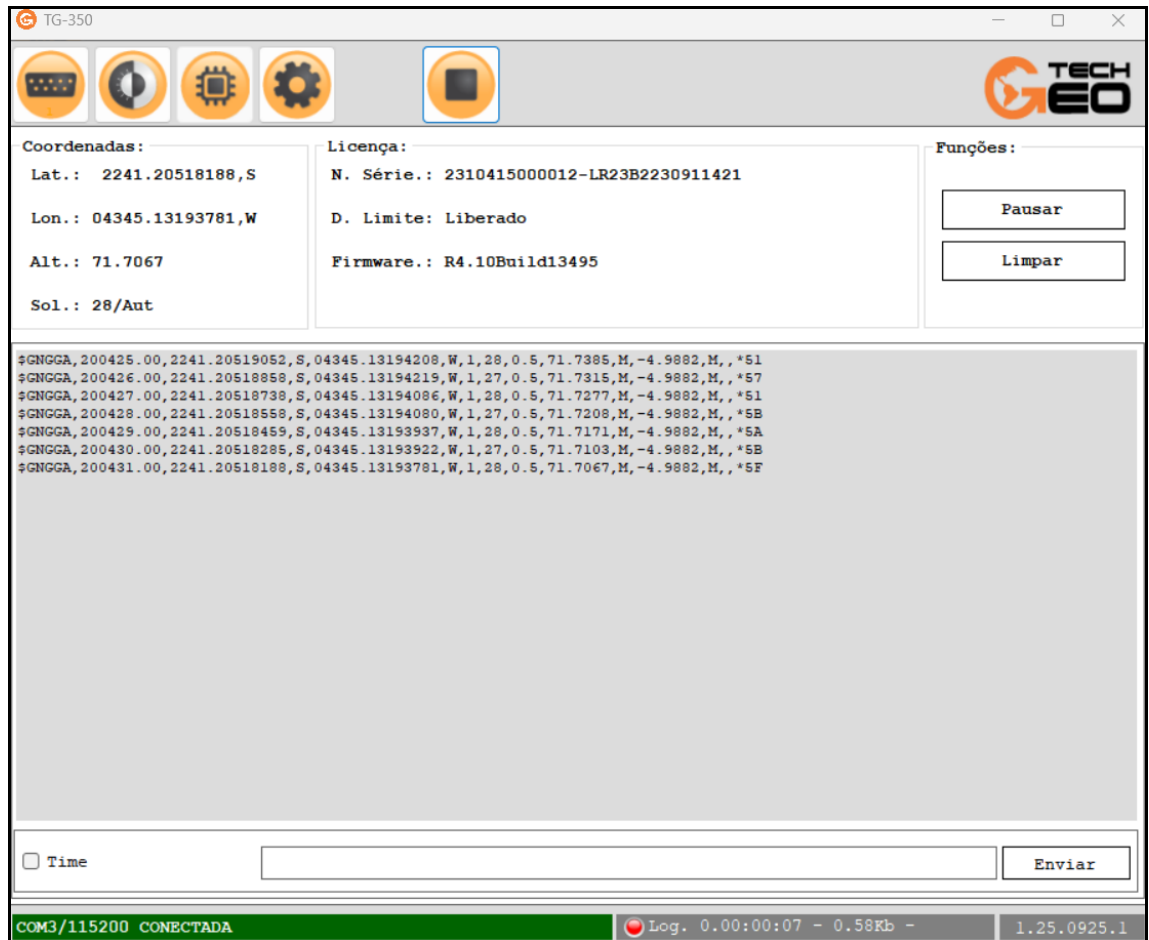 TG-350
TECH
GEO
Coordenadas:
Lat.: 2241.20518188,S
Lon.: 04345.13193781,W
Alt.: 71.7067
Sol.: 28/Aut
Licença:
N. Série.: 2310415000012-LR23B2230911421
D. Limite: Liberado
Firmware.: R4.10Build13495
Funções:
Pausar
Limpar
$GNGGA,200425.00,2241.20519052,S,04345.13194208,W,1,28,0.5,71.7385,M,-4.9882,M,,*51
$GNGGA,200426.00,2241.20518858,S,04345.13194219,W,1,27,0.5,71.7315,M,-4.9882,M,,*57
$GNGGA,200427.00,2241.20518738,S,04345.13194086,W,1,28,0.5,71.7277,M,-4.9882,M,,*51
$GNGGA,200428.00,2241.20518558,S,04345.13194080,W,1,27,0.5,71.7208,M,-4.9882,M,,*5B
$GNGGA,200429.00,2241.20518459,S,04345.13193937,W,1,28,0.5,71.7171,M,-4.9882,M,,*5A
$GNGGA,200430.00,2241.20518285,S,04345.13193922,W,1,27,0.5,71.7103,M,-4.9882,M,,*5B
$GNGGA,200431.00,2241.20518188,S,04345.13193781,W,1,28,0.5,71.7067,M,-4.9882,M,,*5F
Time
Enviar
COM3/115200 CONECTADA
Log. 0.00:00:07 - 0.58Kb -
1.25.0925.1